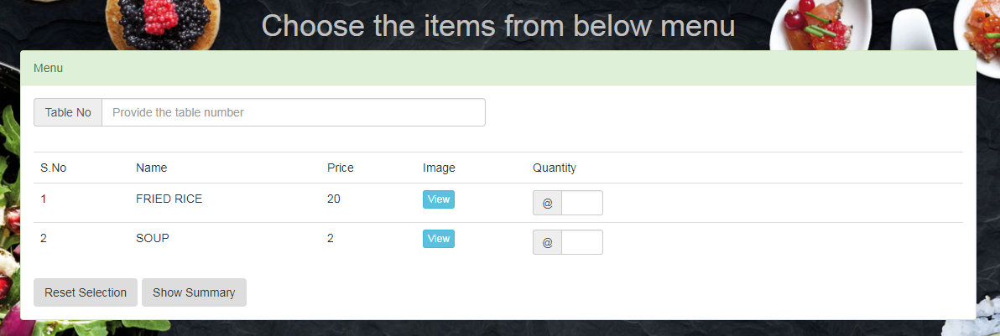 Choose the items from below menu
Menu
Table No Provide the table number
S.No Name Price Image Quantity
1 FRIED RICE 20 View @
2 SOUP 2 View @
Reset Selection Show Summary